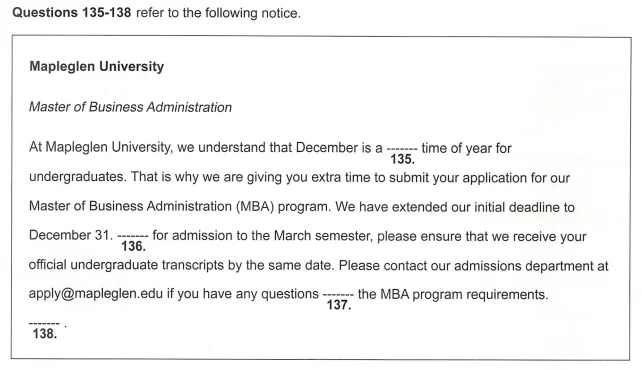 Questions 135-138 refer to the following notice.
Mapleglen University
Master of Business Administration
At Mapleglen University, we understand that December is a ------- time of year for
135.
undergraduates. That is why we are giving you extra time to submit your application for our
Master of Business Administration (MBA) program. We have extended our initial deadline to
December 31. ------- for admission to the March semester, please ensure that we receive your
136.
official undergraduate transcripts by the same date. Please contact our admissions department at
apply@mapleglen.edu if you have any questions ------- the MBA program requirements.
137.
------- .
138.